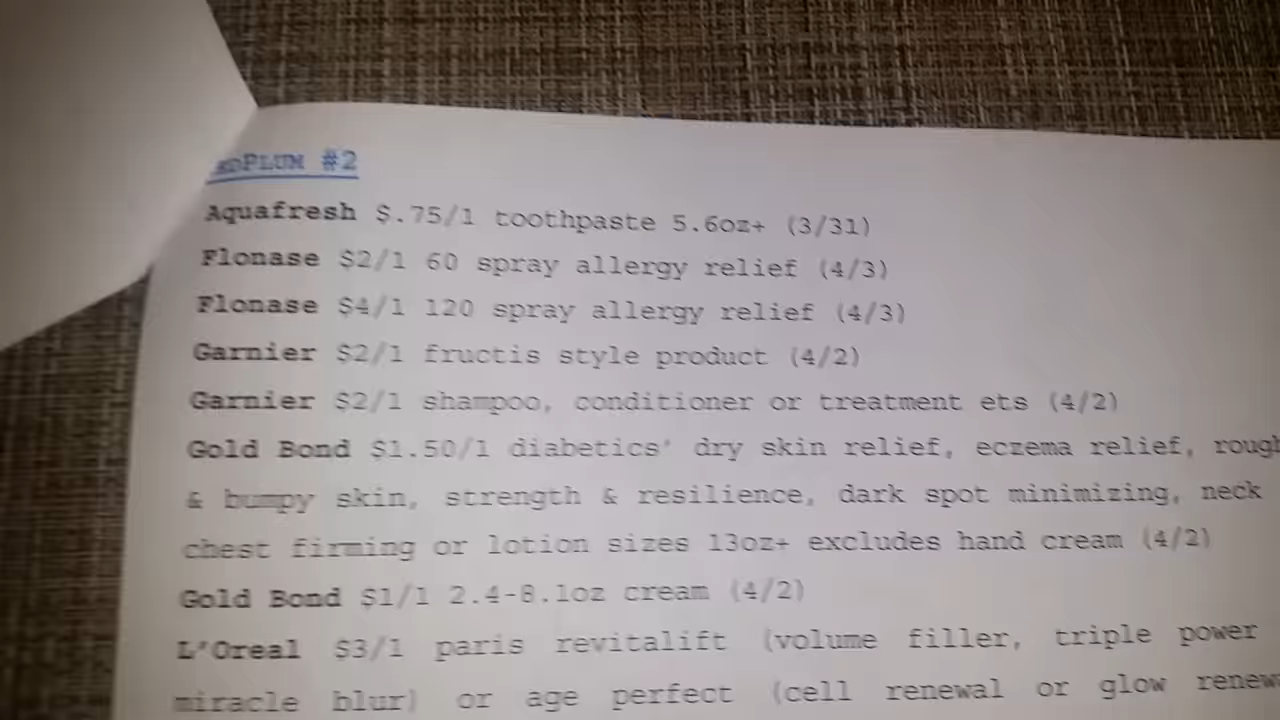 PLUM #2
Aquafresh $.75/1 toothpaste 5.6oz+ (3/31)
Flonase $2/1 60 spray allergy relief (4/3)
Flonase $4/1 120 spray allergy relief (4/3)
Garnier $2/1 fructis style product (4/2)
Garnier $2/1 shampoo, conditioner or treatment ets (4/2)
Gold Bond $1.50/1 diabetics' dry skin relief, eczema relief, rough
& bumpy skin, strength & resilience, dark spot minimizing, neck
chest firming or lotion sizes 13oz+ excludes hand cream (4/2)
Gold Bond $1/1 2.4-8.1oz cream (4/2)
L'Oreal $3/1 paris revitalift (volume filler, triple power
miracle blur) or age perfect (cell renewal or glow renew